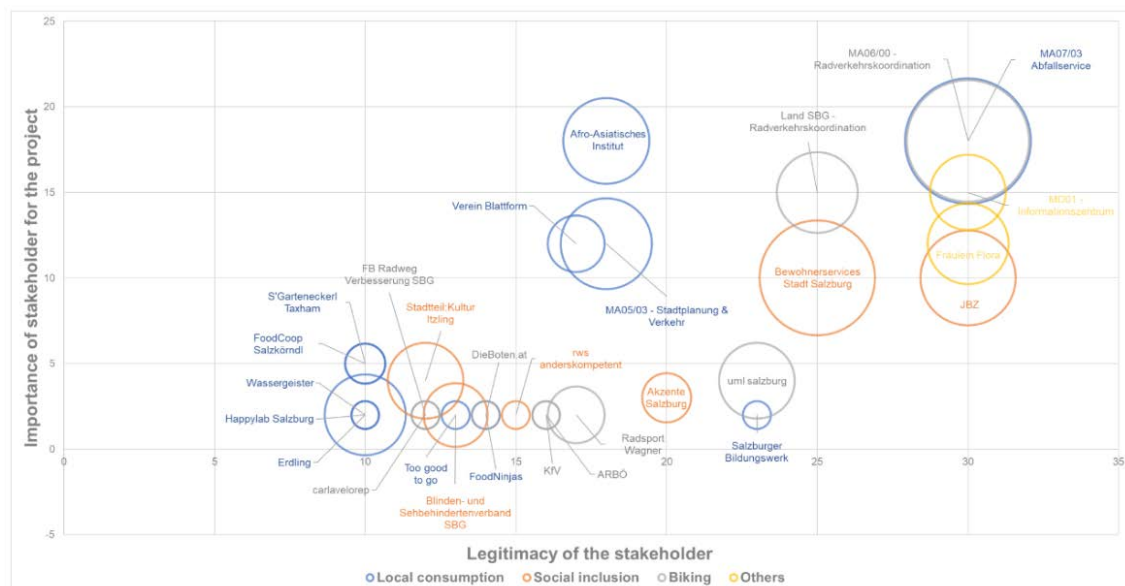 25
20
15
10
5
0
-5
0
5
10
15
20
25
30
35
Importance of stakeholder for the project
Legitimacy of the stakeholder
MA06/00 -
Radverkehrskoordination
MA07/03
Abfallservice
Land SBG -
Radverkehrskoordination
Afro-Asiatisches
Institut
Verein Blattform
MD01 -
Informationszentrum
Fräulein Flora
FB Radweg
Verbesserung SBG
Bewohnerservices
Stadt Salzburg
JBZ
S'Garteneckerl
Taxham
Stadtteil:Kultur
Itzling
MA05/03 - Stadtplanung &
Verkehr
FoodCoop
Salzkörndl
DieBoten.at
rws
anderskompetent
Wassergeister
Akzente
Salzburg
uml salzburg
Happylab Salzburg
Erdling
carlavelorep
Too good
to go
FoodNinjas
KfV
ARBÖ
Radsport
Wagner
Salzburger
Bildungswerk
Blinden- und
Sehbehindertenverband
SBG
Local consumption
Social inclusion
Biking
Others